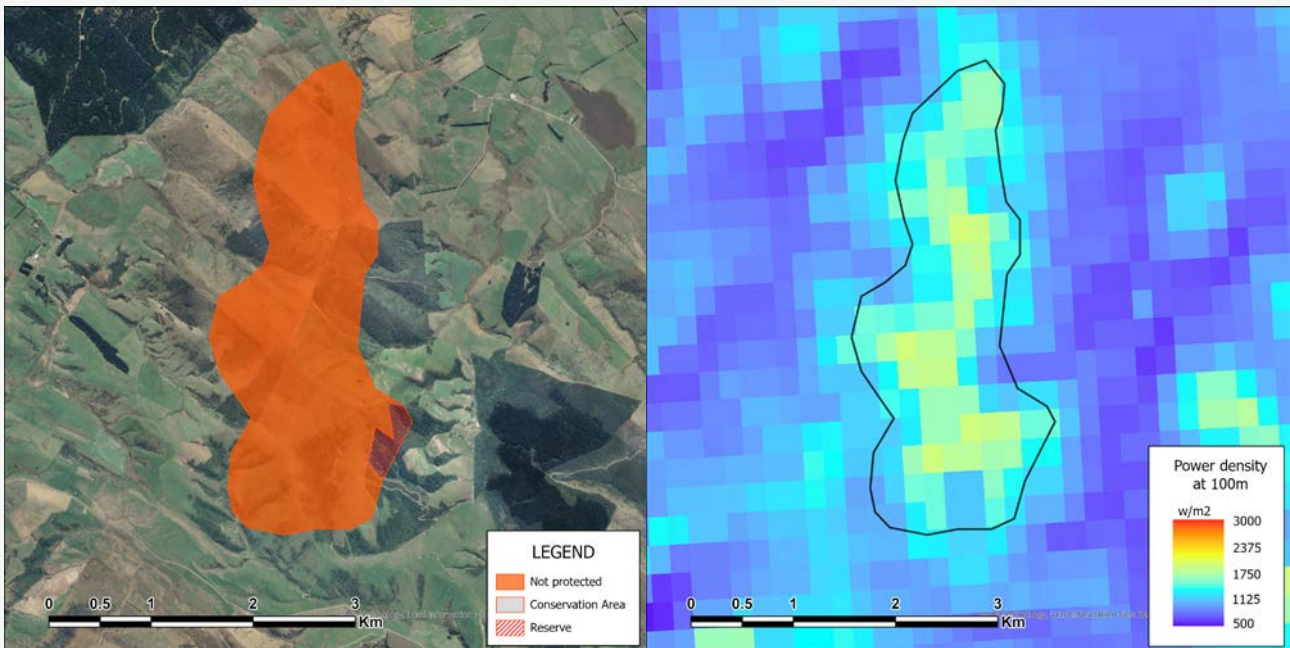 LEGEND
Not protected
Conservation Area
Reserve
0 0.5 1 2 3
Km
Power density
at 100m
w/m2
3000
2375
1750
1125
500
0 0.5 1 2 3
Km